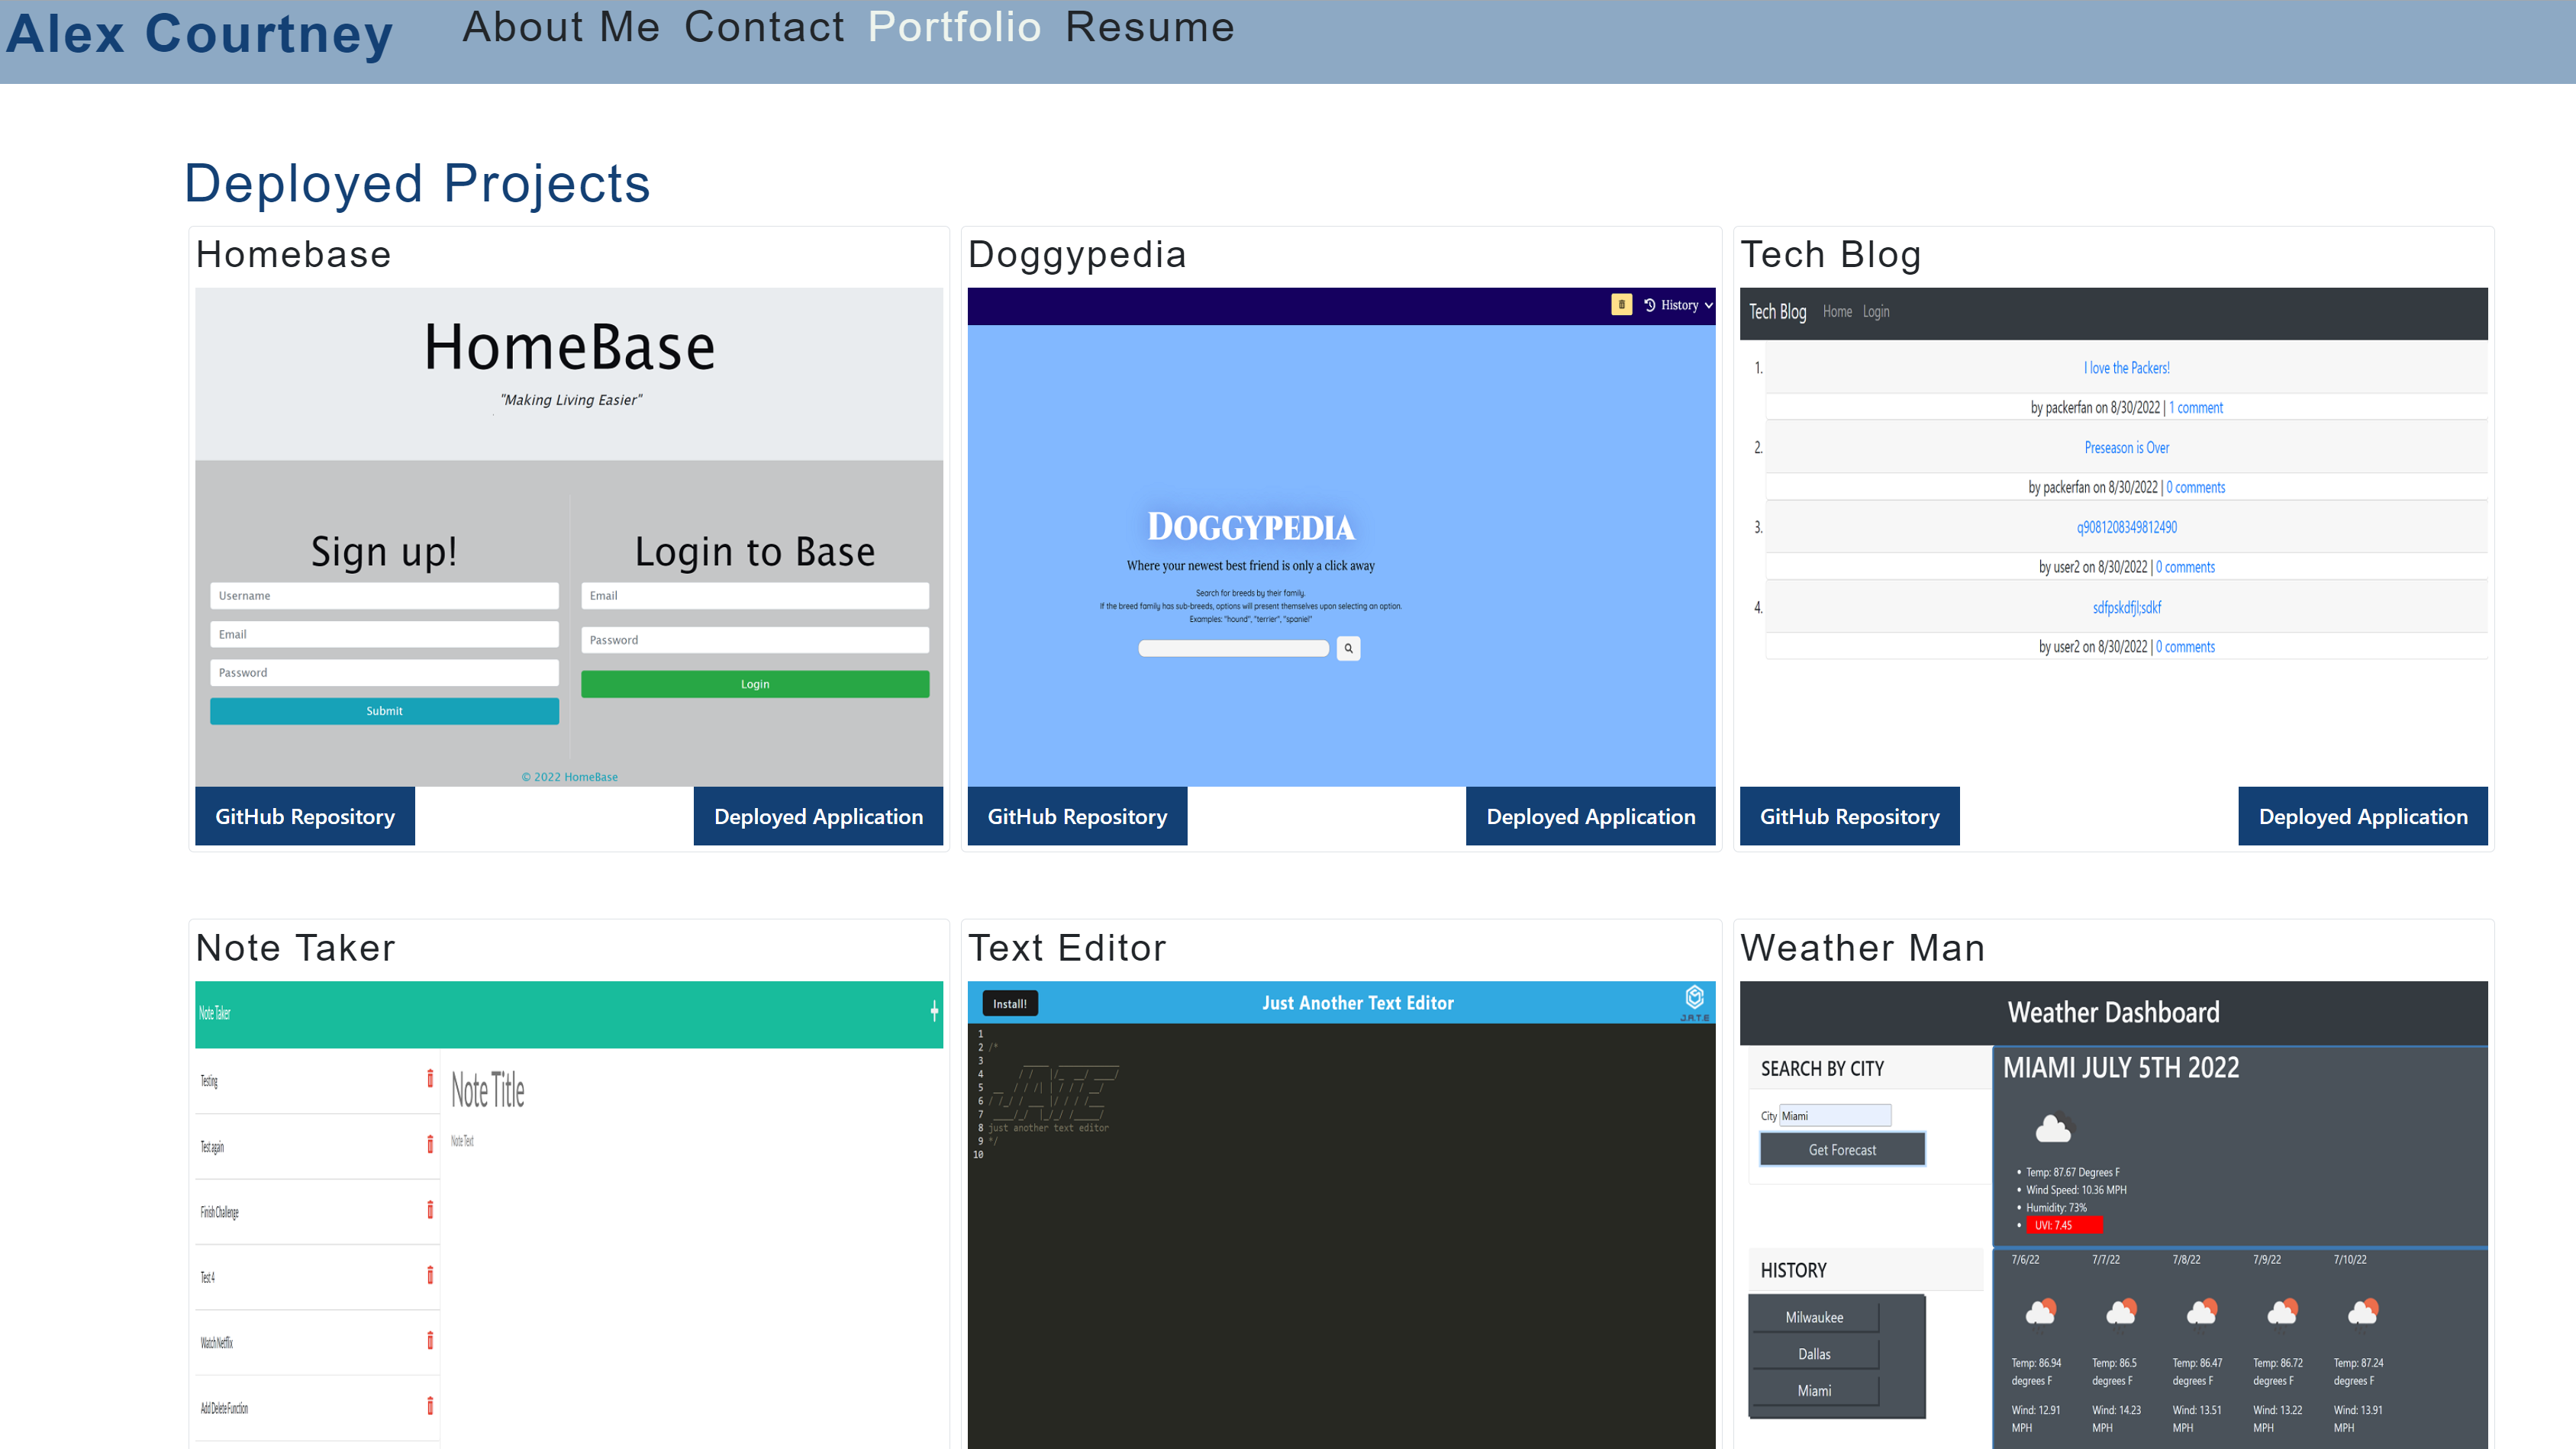 Alex Courtney
About Me Contact Portfolio Resume
Deployed Projects
Homebase
HomeBase
"Making Living Easier"
Sign up!
Username
Email
Password
Submit
Login to Base
Email
Password
Login
© 2022 HomeBase
GitHub Repository
Deployed Application
Doggypedia
History
DOGGYPEDIA
Where your newest best friend is only a click away
Search for breeds by their family.
If the breed family has sub-breeds, options will present themselves upon selecting an option.
Examples: "hound", "terrier", "spaniel"
GitHub Repository
Deployed Application
Tech Blog
Tech Blog Home Login
1. I love the Packers!
by packerfan on 8/30/2022 | 1 comment
2. Preseason is Over
by packerfan on 8/30/2022 | 0 comments
3. q9081208349812490
by user2 on 8/30/2022 | 0 comments
4. sdfpskdfjl;sdkf
by user2 on 8/30/2022 | 0 comments
GitHub Repository
Deployed Application
Note Taker
Note Taker
Testing
Test again
Finish Challenge
Test 4
Watch Netflix
Add Delete Function
Note Title
Note Text
Text Editor
Install!
Just Another Text Editor
J.A.T.E
1
2 /*
3
4
5
6
7
8 just another text editor
9 */
10
Weather Man
Weather Dashboard
SEARCH BY CITY
City Miami
Get Forecast
HISTORY
Milwaukee
Dallas
Miami
MIAMI JULY 5TH 2022
• Temp: 87.67 Degrees F
• Wind Speed: 10.36 MPH
• Humidity: 73%
• UVI: 7.45
7/6/22 7/7/22 7/8/22 7/9/22 7/10/22
Temp: 86.94 Temp: 86.5 Temp: 86.47 Temp: 86.72 Temp: 87.24
degrees F degrees F degrees F degrees F degrees F
Wind: 12.91 Wind: 14.23 Wind: 13.51 Wind: 13.22 Wind: 13.91
MPH MPH MPH MPH MPH